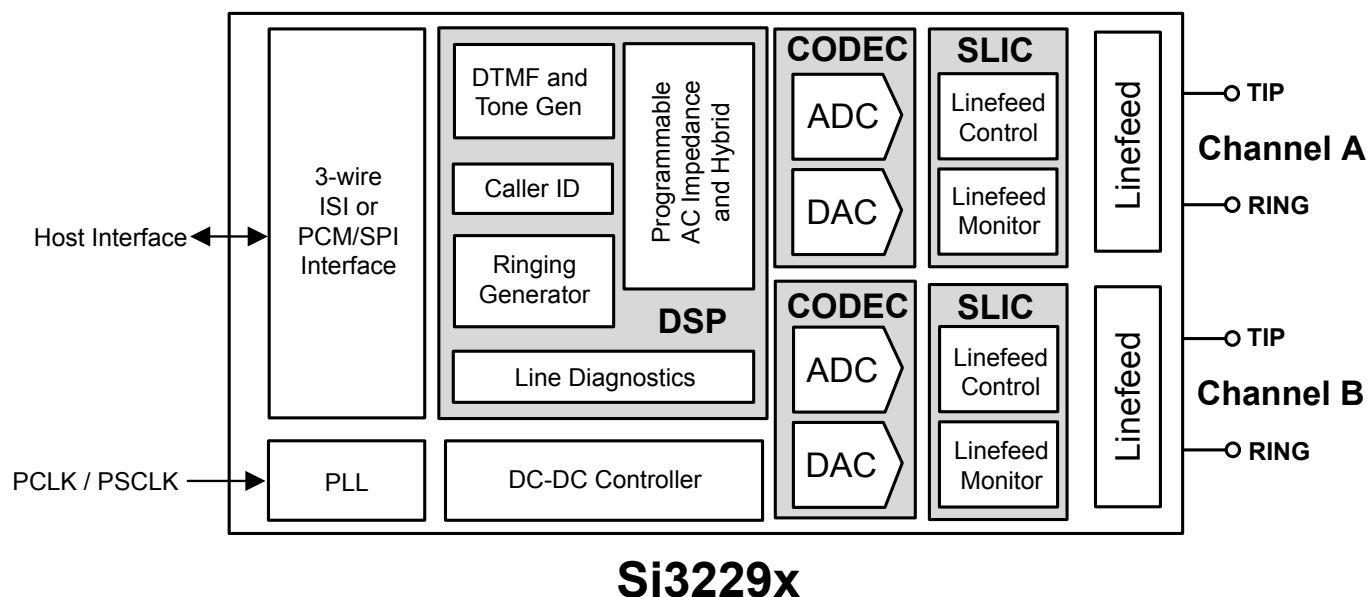 Host Interface
PCLK / PSCLK
3-wire
ISI or
PCM/SPI
Interface
PLL
DTMF and
Tone Gen
Caller ID
Ringing
Generator
Programmable
AC Impedance
and Hybrid
DSP
Line Diagnostics
DC-DC Controller
CODEC
ADC
DAC
SLIC
Linefeed
Control
Linefeed
Monitor
Linefeed
TIP
Channel A
RING
CODEC
ADC
DAC
SLIC
Linefeed
Control
Linefeed
Monitor
Linefeed
TIP
Channel B
RING
Si3229x